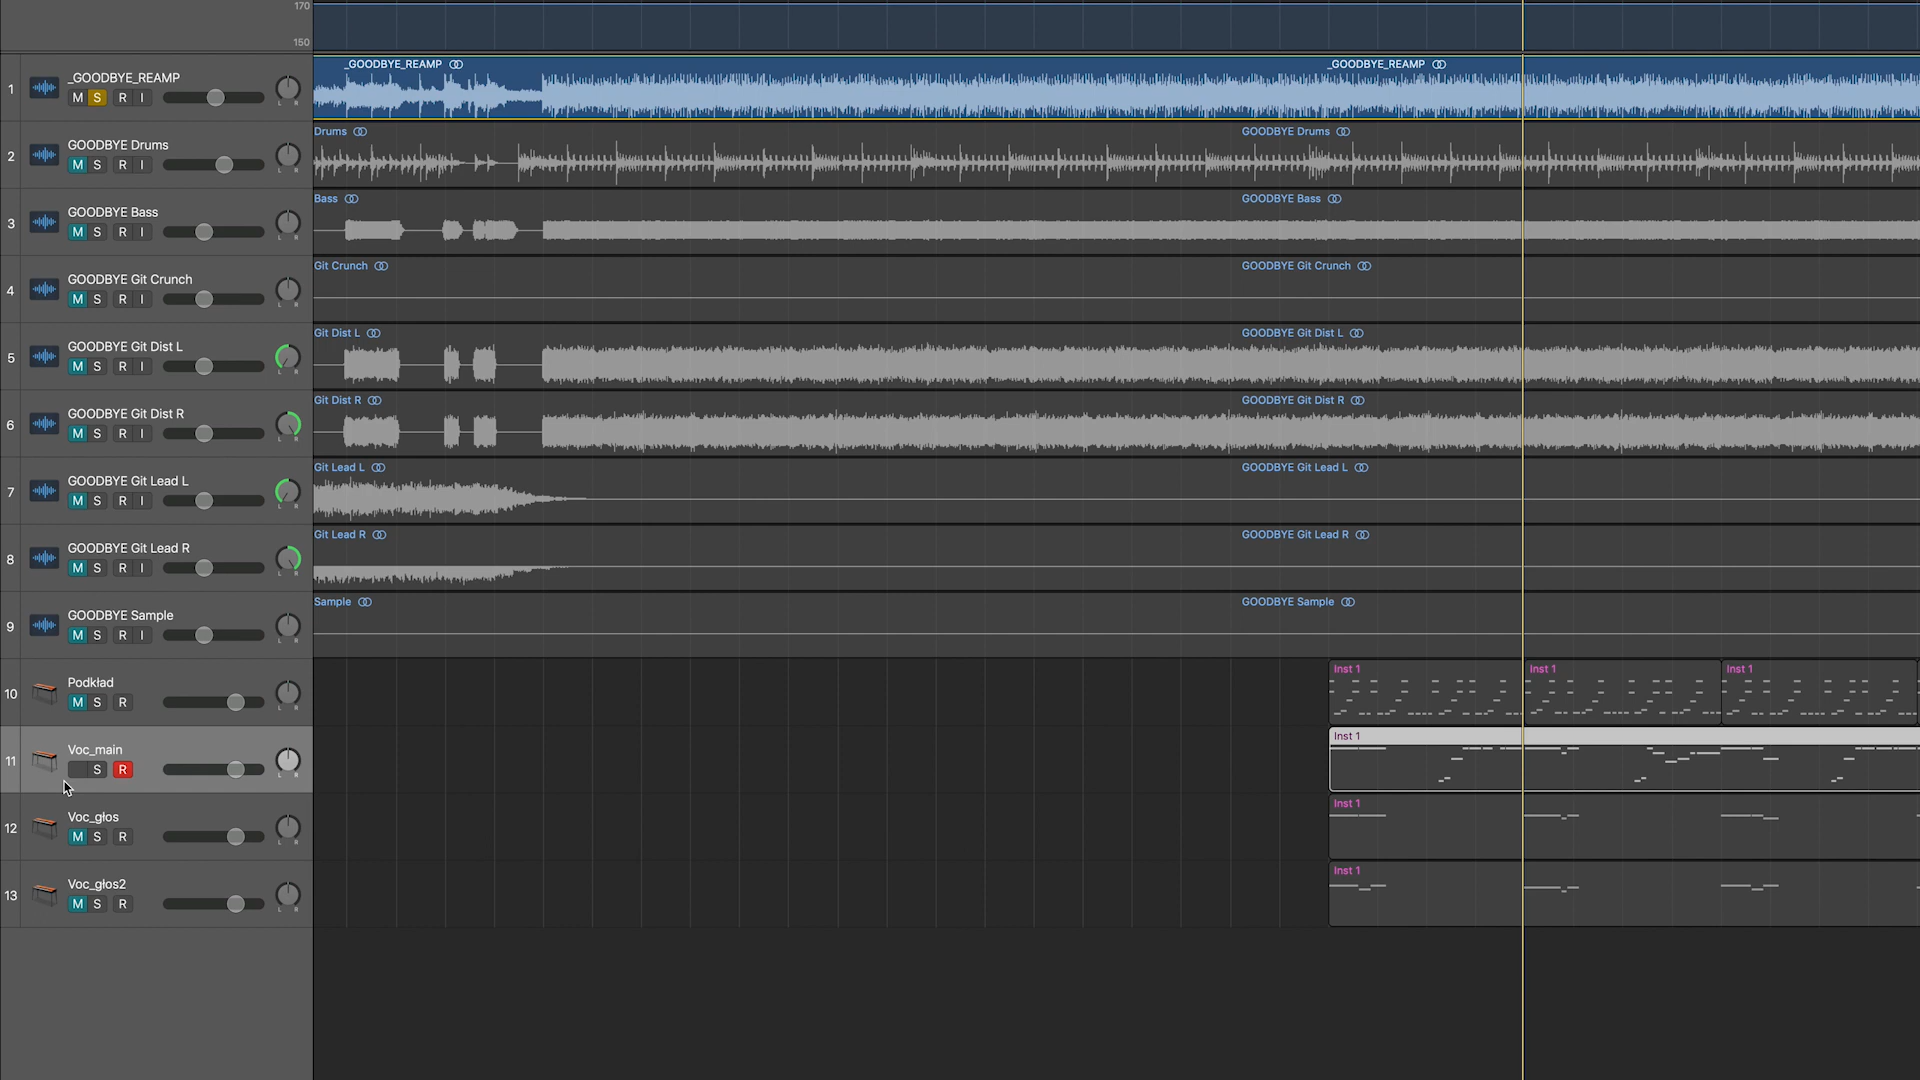 170
150
_GOODBYE_REAMP
_GOODBYE_REAMP
1
_GOODBYE_REAMP
M S R I
L R
Drums
GOODBYE Drums
2
GOODBYE Drums
M S R I
L R
Bass
GOODBYE Bass
3
GOODBYE Bass
M S R I
L R
Git Crunch
GOODBYE Git Crunch
4
GOODBYE Git Crunch
M S R I
L R
Git Dist L
GOODBYE Git Dist L
5
GOODBYE Git Dist L
M S R I
L R
Git Dist R
GOODBYE Git Dist R
6
GOODBYE Git Dist R
M S R I
L R
Git Lead L
GOODBYE Git Lead L
7
GOODBYE Git Lead L
M S R I
L R
Git Lead R
GOODBYE Git Lead R
8
GOODBYE Git Lead R
M S R I
L R
Sample
GOODBYE Sample
9
GOODBYE Sample
M S R I
L R
Inst 1 Inst 1 Inst 1
10
Podkład
M S R
L R
Inst 1
11
Voc_main
S R
L R
Inst 1
12
Voc_głos
M S R
L R
Inst 1
13
Voc_głos2
M S R
L R